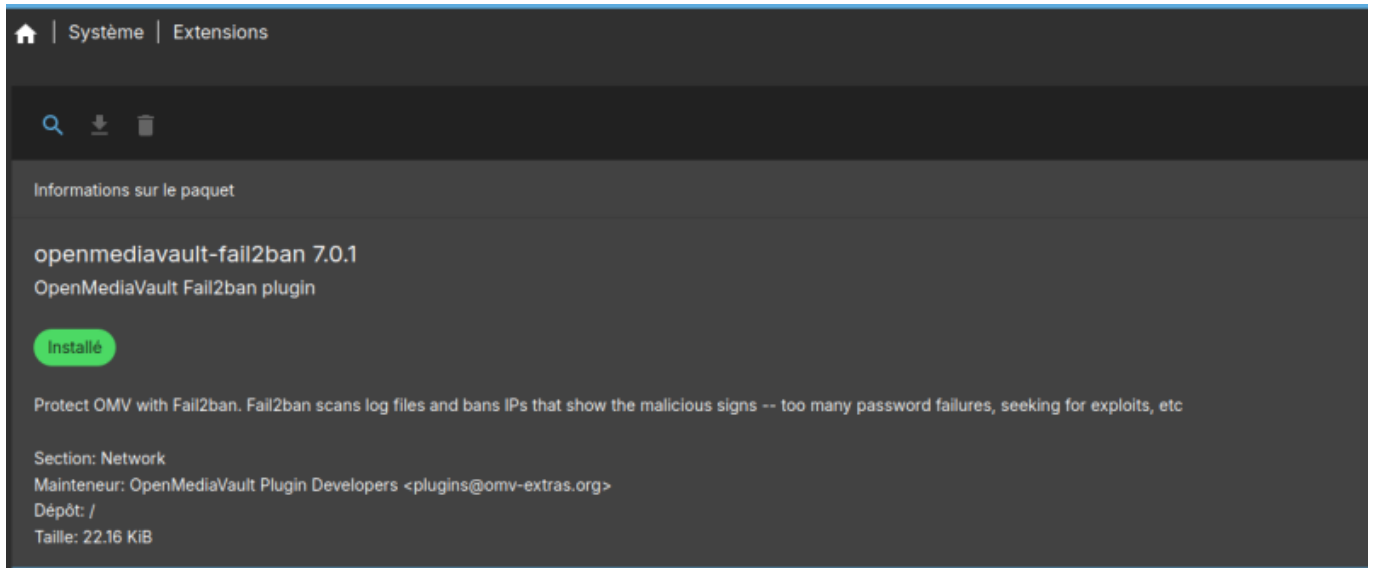 | Système | Extensions
Informations sur le paquet
openmediavault-fail2ban 7.0.1
OpenMediaVault Fail2ban plugin
Installé
Protect OMV with Fail2ban. Fail2ban scans log files and bans IPs that show the malicious signs -- too many password failures, seeking for exploits, etc
Section: Network
Mainteneur: OpenMediaVault Plugin Developers <plugins@omv-extras.org>
Dépôt: /
Taille: 22.16 KiB